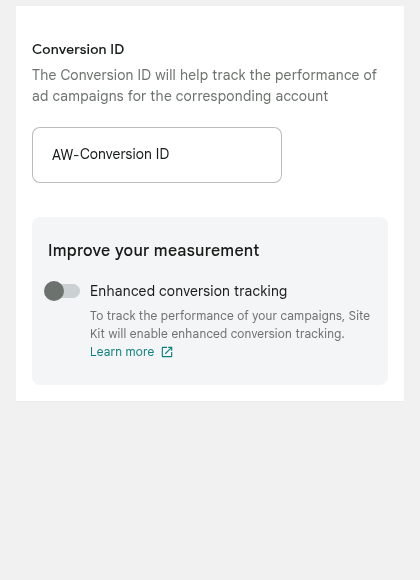 Conversion ID
The Conversion ID will help track the performance of
ad campaigns for the corresponding account
AW-Conversion ID
Improve your measurement
Enhanced conversion tracking
To track the performance of your campaigns, Site
Kit will enable enhanced conversion tracking.
Learn more